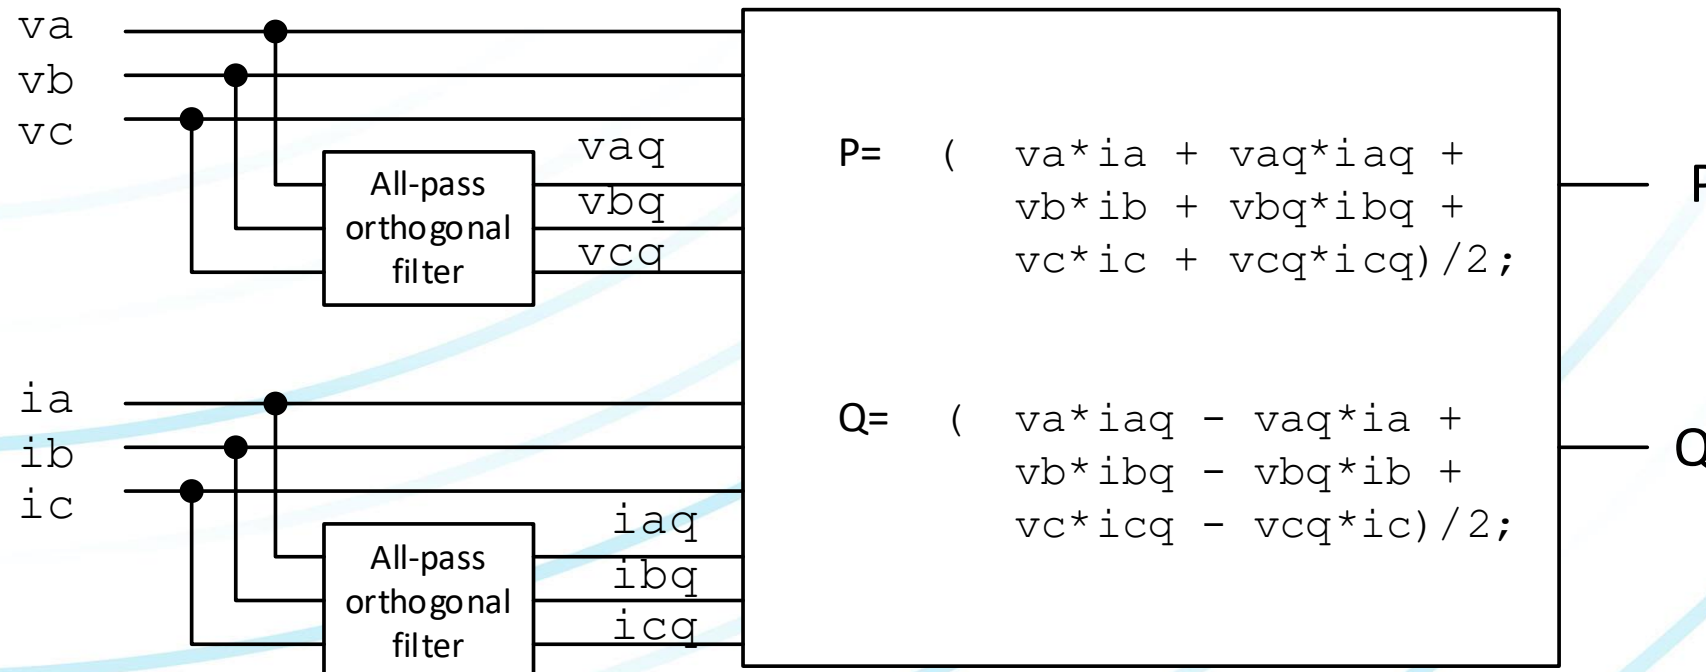 va
vb
vc
All-pass
orthogonal
filter
vaq
vbq
vcq
P= ( va*ia + vaq*iaq +
vb*ib + vbq*ibq +
vc*ic + vcq*icq)/2;
P
ia
ib
ic
All-pass
orthogonal
filter
iaq
ibq
icq
Q= ( va*iaq - vaq*ia +
vb*ibq - vbq*ib +
vc*icq - vcq*ic)/2;
Q